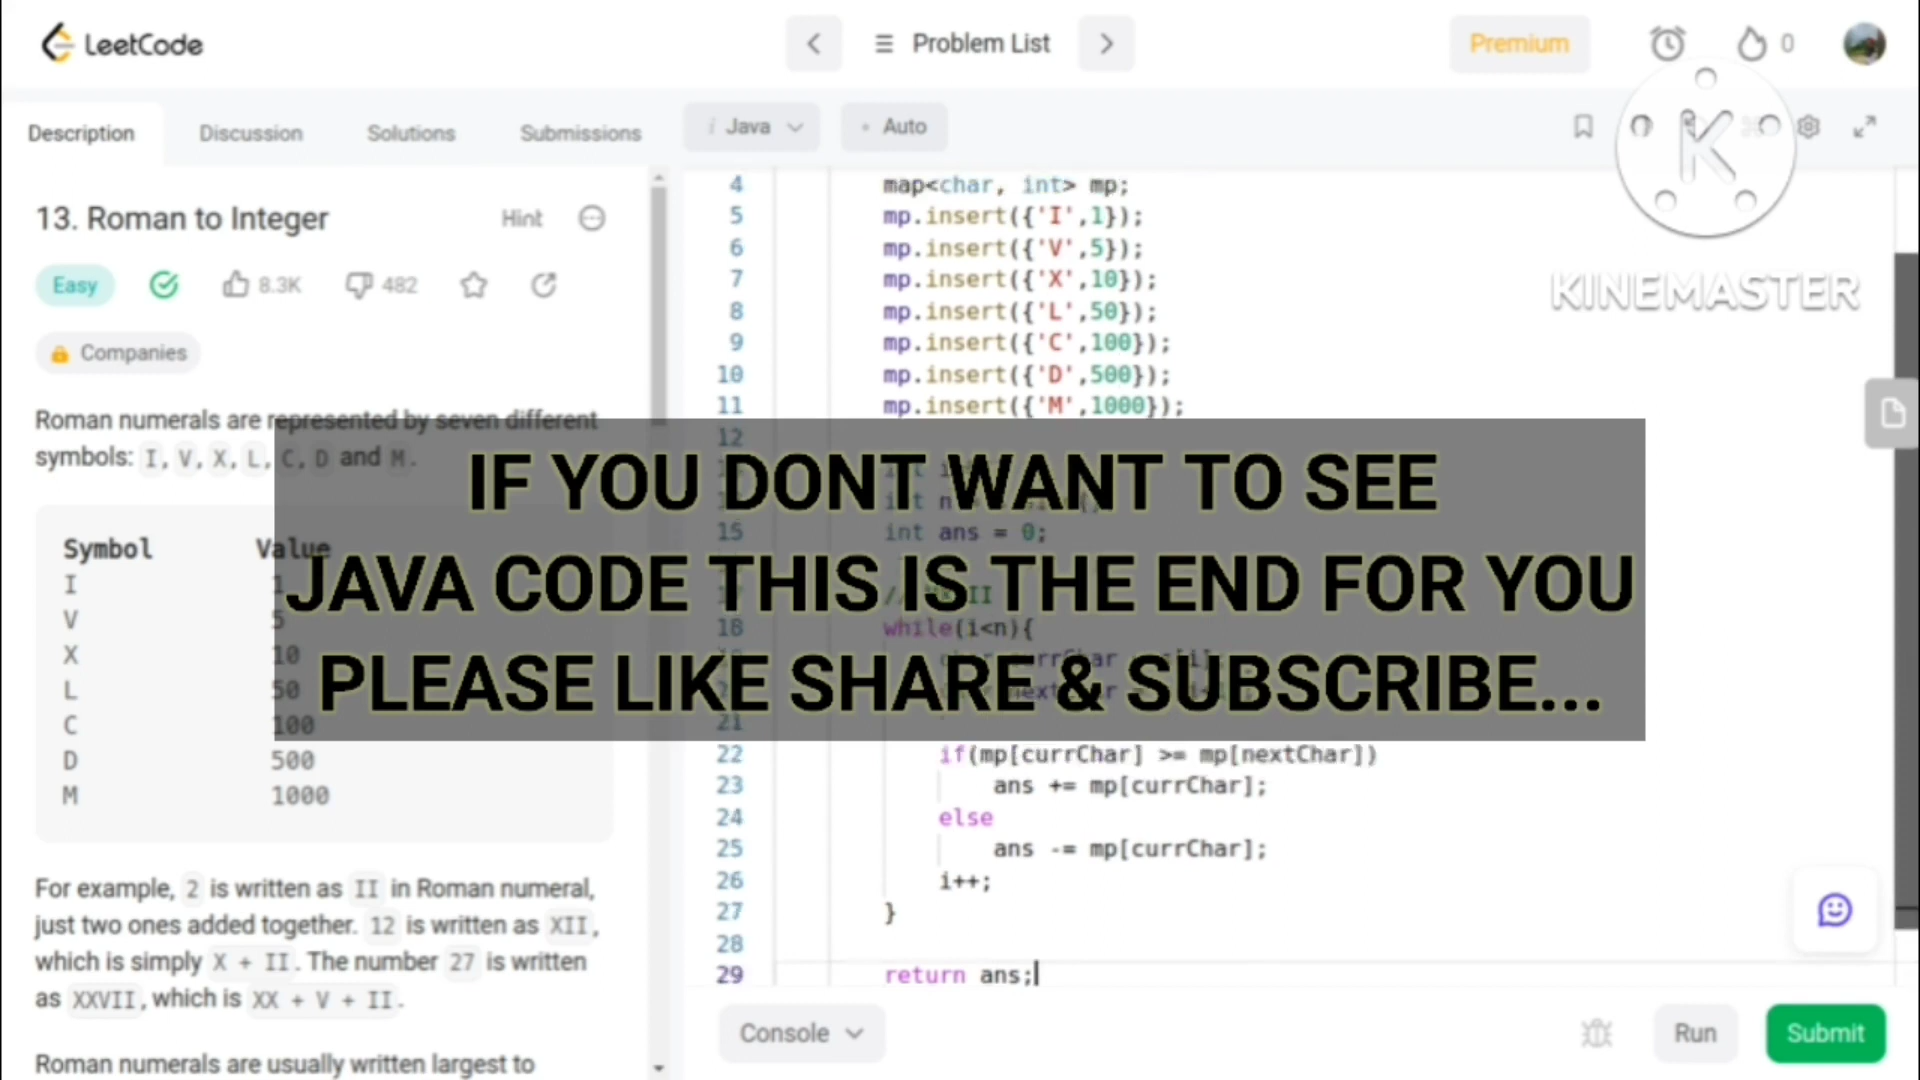 LeetCode
Problem List
Premium
0
Description
Discussion
Solutions
Submissions
i Java
Auto
KINEMASTER
13. Roman to Integer
Hint
Easy
8.3K
482
Companies
Roman numerals are represented by seven different
symbols: I, V, X, L, C, D and M.
Symbol Value
I 1
V 5
X 10
L 50
C 100
D 500
M 1000
For example, 2 is written as II in Roman numeral,
just two ones added together. 12 is written as XII,
which is simply X + II. The number 27 is written
as XXVII, which is XX + V + II.
Roman numerals are usually written largest to
4 map<char, int> mp;
5 mp.insert({'I',1});
6 mp.insert({'V',5});
7 mp.insert({'X',10});
8 mp.insert({'L',50});
9 mp.insert({'C',100});
10 mp.insert({'D',500});
11 mp.insert({'M',1000});
12
15 int ans = 0;
18 while(i<n){
21
22 if(mp[currChar] >= mp[nextChar])
23 ans += mp[currChar];
24 else
25 ans -= mp[currChar];
26 i++;
27 }
28
29 return ans;
IF YOU DONT WANT TO SEE
JAVA CODE THIS IS THE END FOR YOU
PLEASE LIKE SHARE & SUBSCRIBE...
Console
Run
Submit